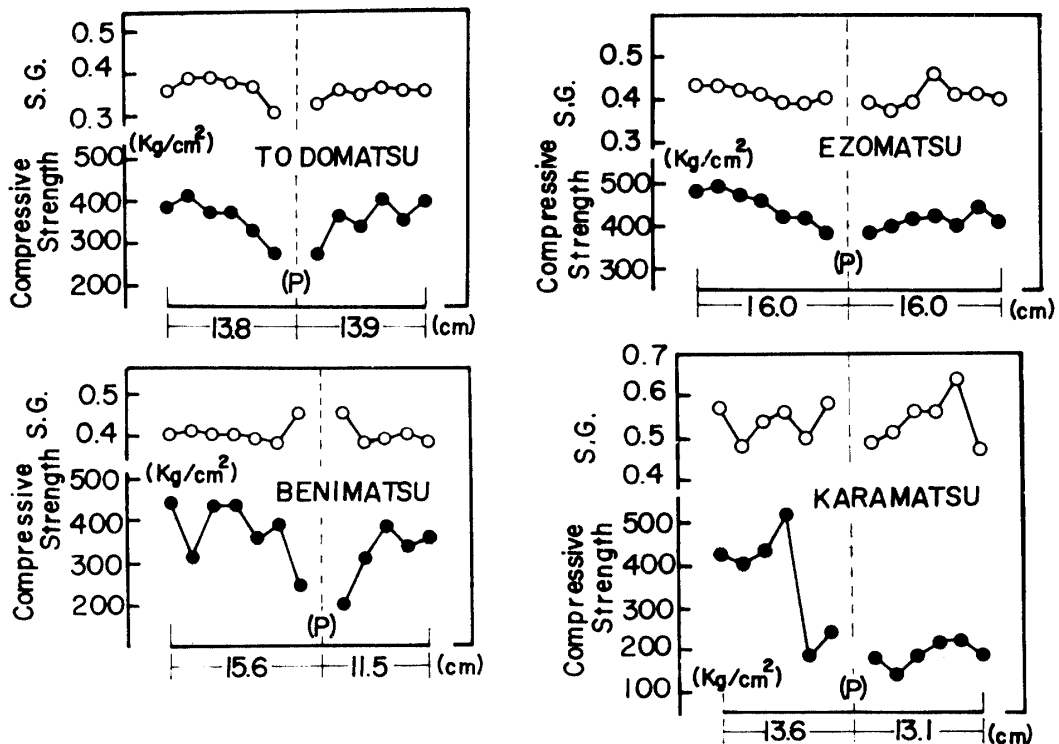 0.5
0.4
0.3
S.G.
(Kg/cm²)
TODOMATSU
500
400
300
200
Compressive
Strength
(P)
13.8
13.9
(cm)
0.5
0.4
0.3
S.G.
(Kg/cm²)
EZOMATSU
500
400
300
Compressive
Strength
(P)
16.0
16.0
(cm)
0.5
0.4
S.G.
(Kg/cm²)
BENIMATSU
500
400
300
200
Compressive
Strength
(P)
15.6
11.5
(cm)
0.7
0.6
0.5
0.4
S.G.
KARAMATSU
500
400
300
200
100
Compressive
Strength
(Kg/cm²)
(P)
13.6
13.1
(cm)